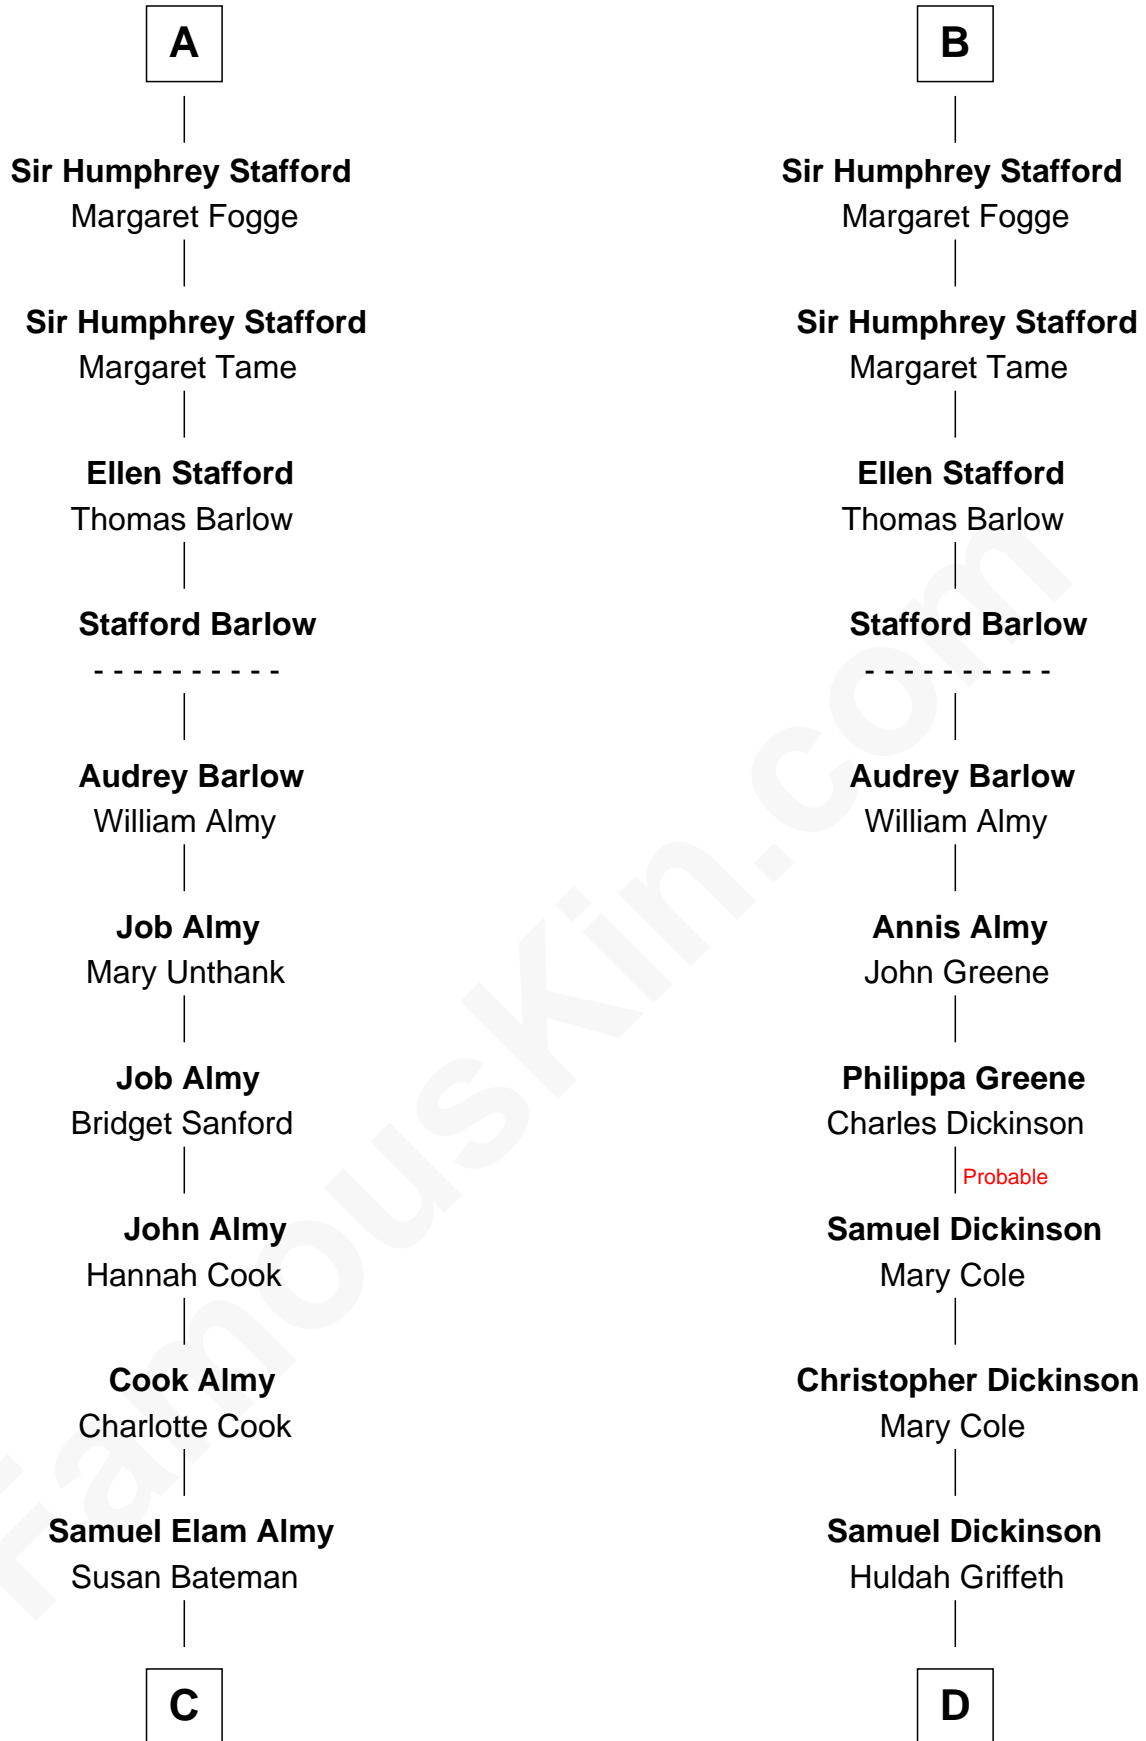 A
Sir Humphrey Stafford
Margaret Fogge
Sir Humphrey Stafford
Margaret Tame
Ellen Stafford
Thomas Barlow
Stafford Barlow
- - - - - - - - - -
Audrey Barlow
William Almy
Job Almy
Mary Unthank
Job Almy
Bridget Sanford
John Almy
Hannah Cook
Cook Almy
Charlotte Cook
Samuel Elam Almy
Susan Bateman
C
B
Sir Humphrey Stafford
Margaret Fogge
Sir Humphrey Stafford
Margaret Tame
Ellen Stafford
Thomas Barlow
Stafford Barlow
- - - - - - - - - -
Audrey Barlow
William Almy
Annis Almy
John Greene
Philippa Greene
Charles Dickinson
Probable
Samuel Dickinson
Mary Cole
Christopher Dickinson
Mary Cole
Samuel Dickinson
Huldah Griffeth
D
FamousKin.com